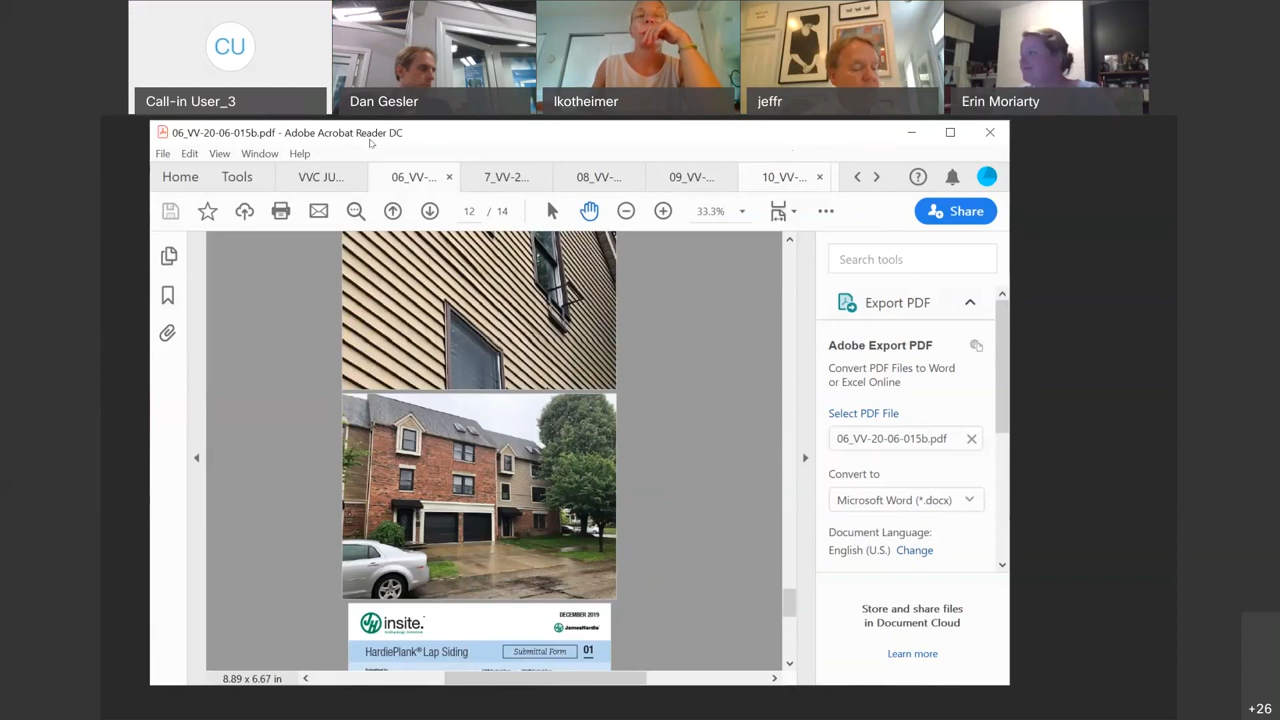 CU
Call-in User_3
Dan Gesler
lkotheimer
jeffr
Erin Moriarty
06_VV-20-06-015b.pdf - Adobe Acrobat Reader DC
File Edit View Window Help
Home Tools VVC JU... 06_VV-... 7_VV-2... 08_VV-... 09_VV-... 10_VV-...
12 / 14 33.3% Share
Search tools
Export PDF
Adobe Export PDF
Convert PDF Files to Word
or Excel Online
Select PDF File
06_VV-20-06-015b.pdf
Convert to
Microsoft Word (*.docx)
Document Language:
English (U.S.) Change
Store and share files
in Document Cloud
Learn more
insite.
DECEMBER 2019
JamesHardie
HardiePlank® Lap Siding Submittal Form 01
8.89 x 6.67 in
+26